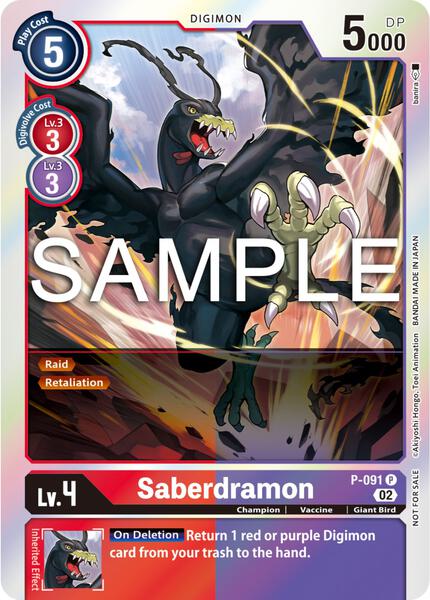 DIGIMON
Play Cost
5
DP
5000
banira
Digivolve Cost
Lv.3
3
Lv.3
3
SAMPLE
Raid
Retaliation
©Akiyoshi Hongo, Toei Animation BANDAI MADE IN JAPAN
NOT FOR SALE
Lv.4
Saberdramon
P-091 P
02
Champion | Vaccine | Giant Bird
Inherited Effect
On Deletion Return 1 red or purple Digimon
card from your trash to the hand.